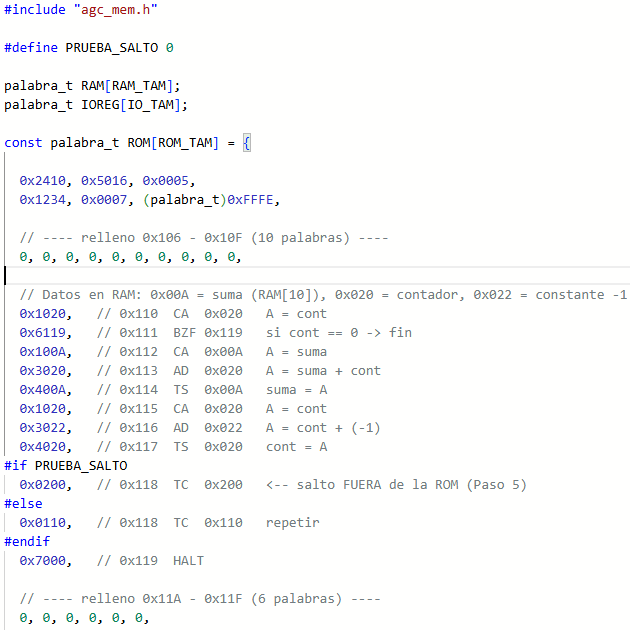 #include "agc_mem.h"
#define PRUEBA_SALTO 0
palabra_t RAM[RAM_TAM];
palabra_t IOREG[IO_TAM];
const palabra_t ROM[ROM_TAM] = {
0x2410, 0x5016, 0x0005,
0x1234, 0x0007, (palabra_t)0xFFFE,
// ---- relleno 0x106 - 0x10F (10 palabras) ----
0, 0, 0, 0, 0, 0, 0, 0, 0, 0,
// Datos en RAM: 0x00A = suma (RAM[10]), 0x020 = contador, 0x022 = constante -1
0x1020,   // 0x110  CA  0x020   A = cont
0x6119,   // 0x111  BZF 0x119   si cont == 0 -> fin
0x100A,   // 0x112  CA  0x00A   A = suma
0x3020,   // 0x113  AD  0x020   A = suma + cont
0x400A,   // 0x114  TS  0x00A   suma = A
0x1020,   // 0x115  CA  0x020   A = cont
0x3022,   // 0x116  AD  0x022   A = cont + (-1)
0x4020,   // 0x117  TS  0x020   cont = A
#if PRUEBA_SALTO
0x0200,   // 0x118  TC  0x200   <-- salto FUERA de la ROM (Paso 5)
#else
0x0110,   // 0x118  TC  0x110   repetir
#endif
0x7000,   // 0x119  HALT
// ---- relleno 0x11A - 0x11F (6 palabras) ----
0, 0, 0, 0, 0, 0,